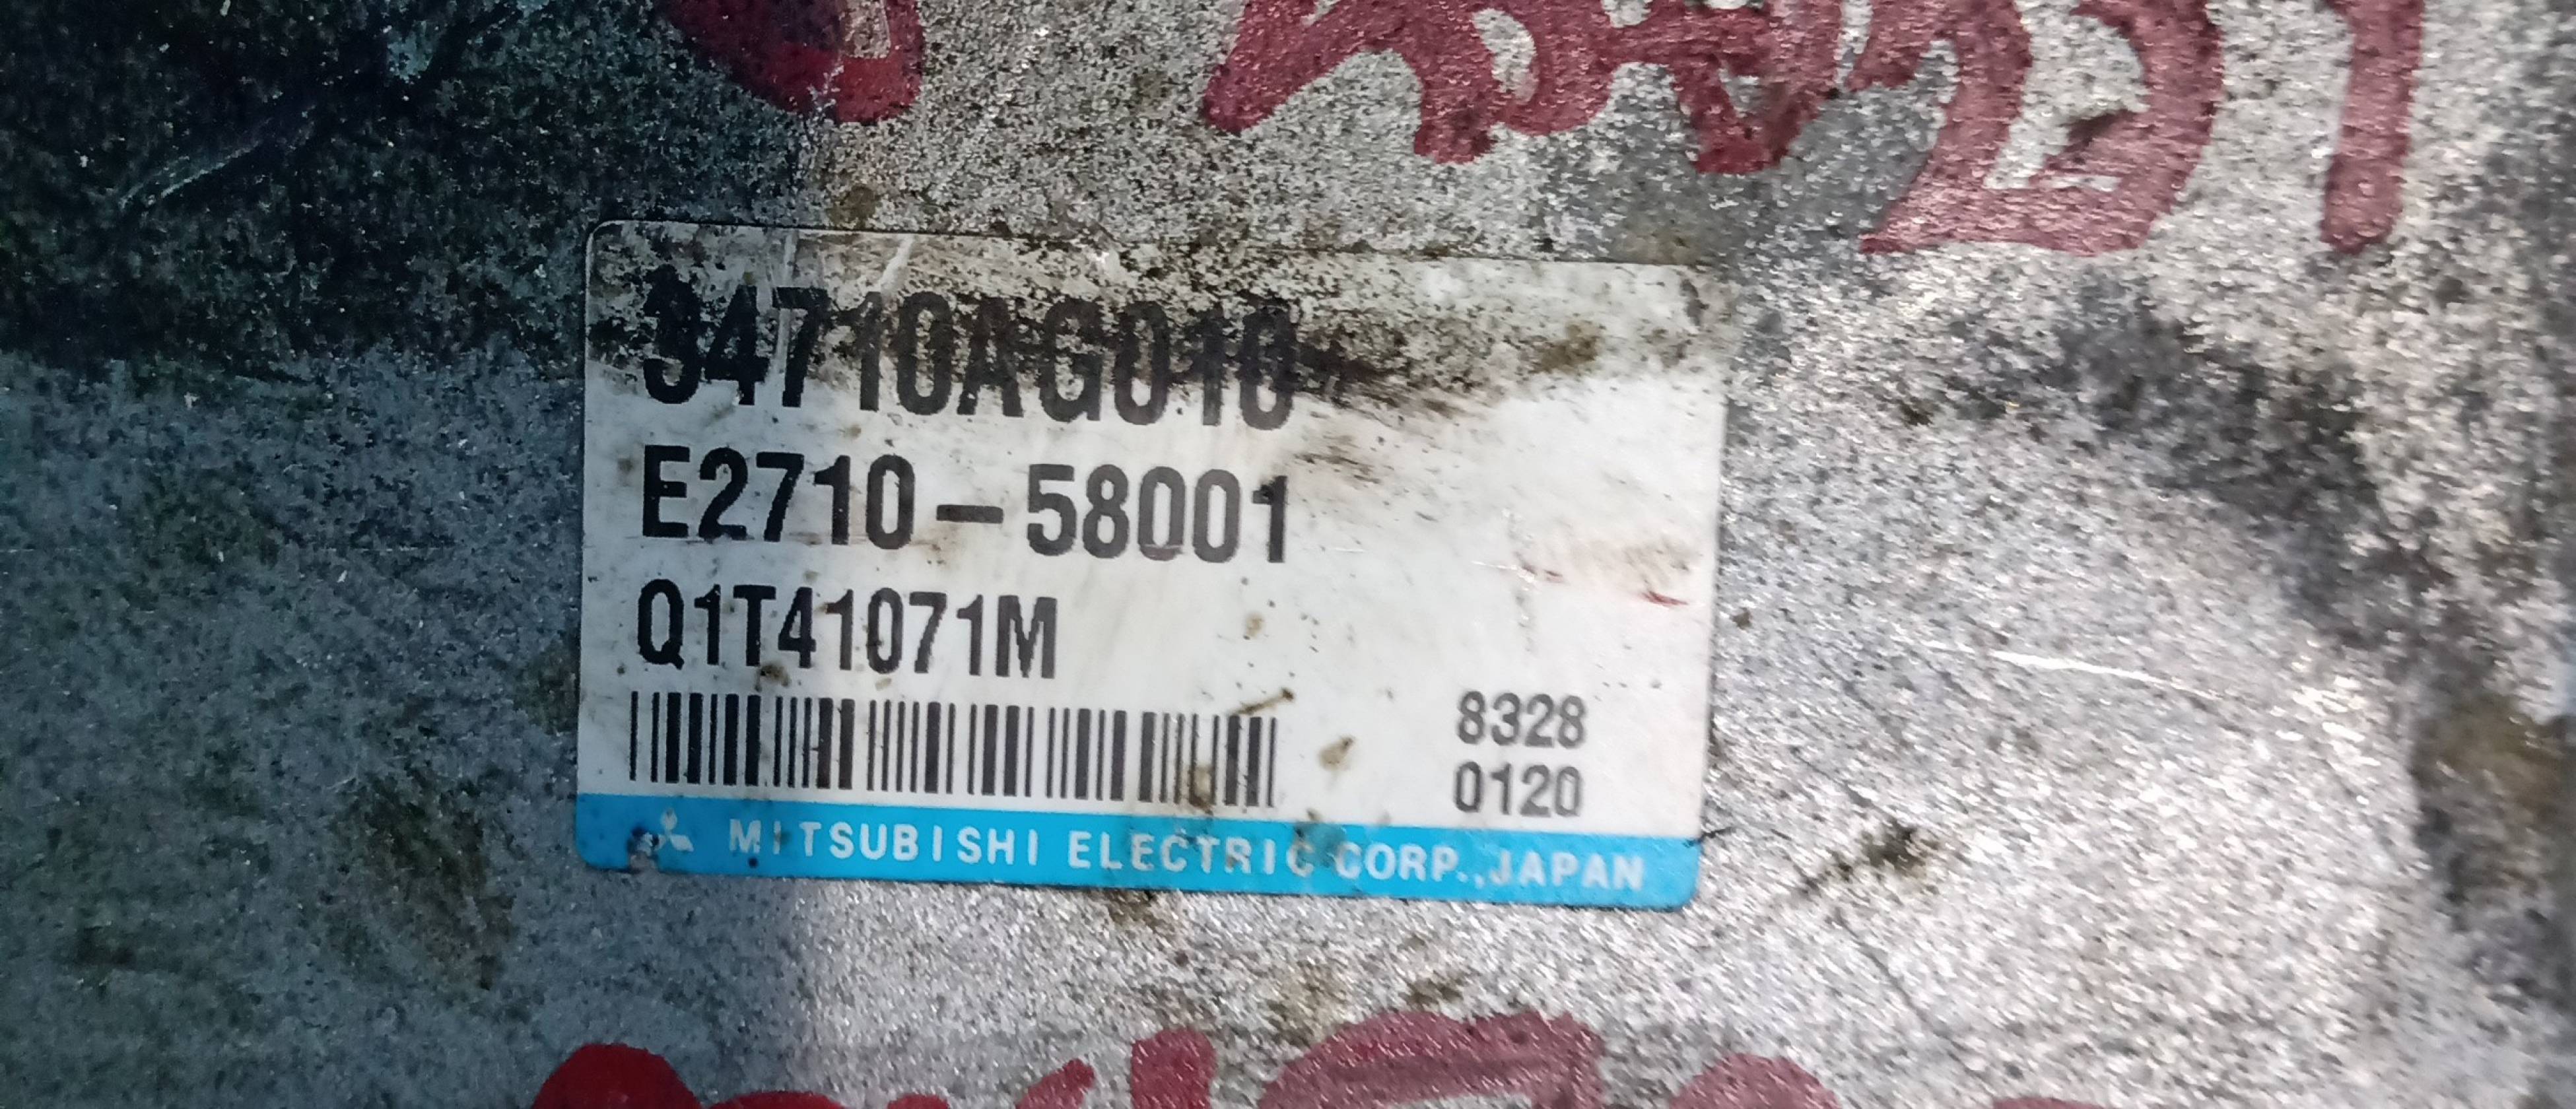 34710AG010
E2710-58001
Q1T41071M
8328
0120
MITSUBISHI ELECTRIC CORP.,JAPAN